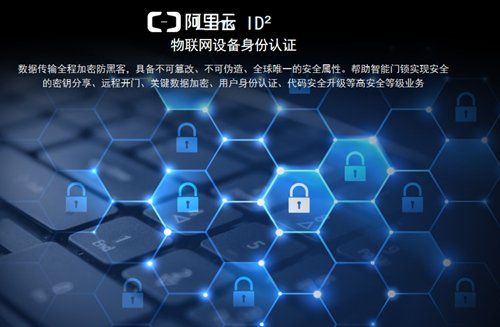 阿里云 ID²
物联网设备身份认证
数据传输全程加密防黑客，具备不可篡改、不可伪造、全球唯一的安全属性。帮助智能门锁实现安全
的密钥分享、远程开门、关键数据加密、用户身份认证、代码安全升级等高安全等级业务